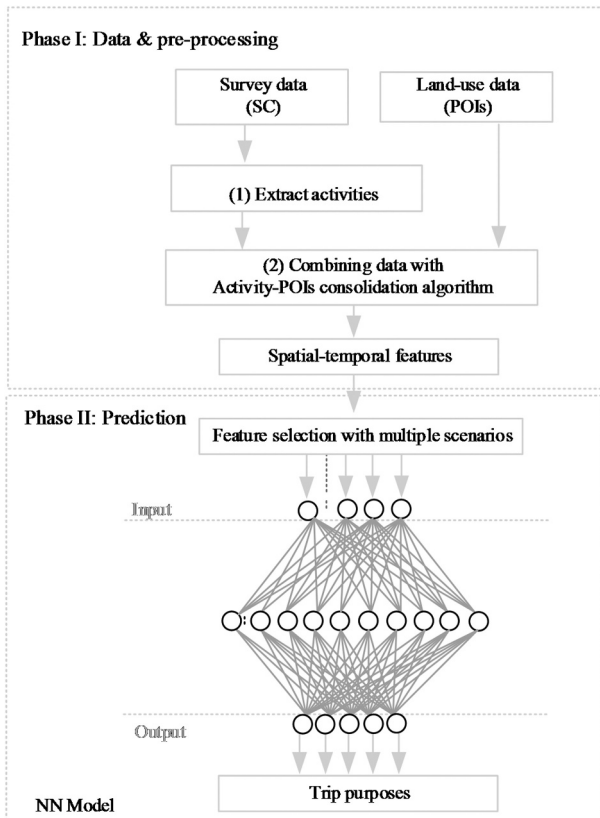 Phase I: Data & pre-processing
Survey data
(SC)
Land-use data
(POIs)
(1) Extract activities
(2) Combining data with
Activity-POIs consolidation algorithm
Spatial-temporal features
Phase II: Prediction
Feature selection with multiple scenarios
Input
Output
Trip purposes
NN Model